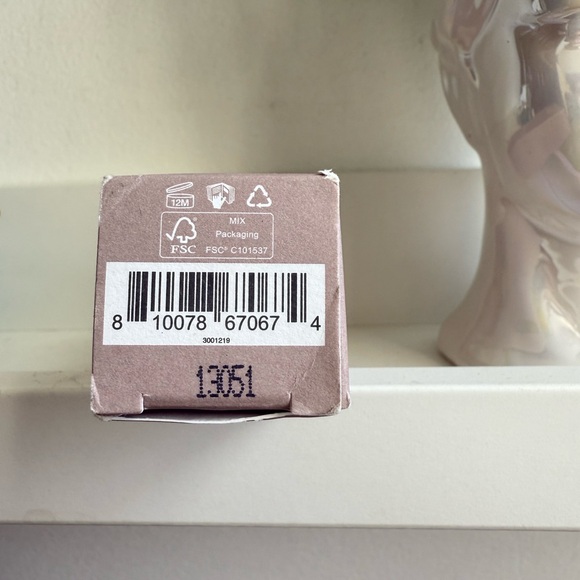 12M
MIX
Packaging
FSC
FSC® C101537
8 10078 67067 4
3001219
13051